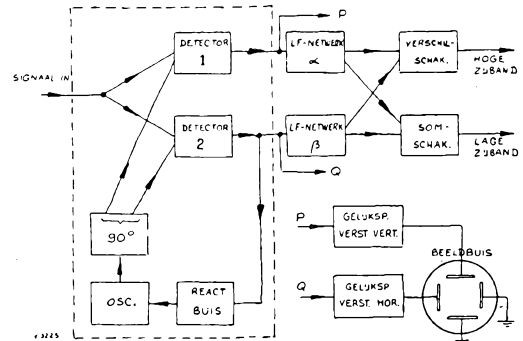 SIGNAAL IN
DETECTOR
1
DETECTOR
2
90°
OSC.
REACT
BUIS
P
LF-NETWERK
α
LF-NETWERK
β
Q
VERSCHIL-
SCHAK.
HOGE
ZIJBAND
SOM-
SCHAK.
LAGE
ZIJBAND
P
GELIJKSP.
VERST VERT.
BEELDBUIS
Q
GELIJKSP
VERST. HOR.